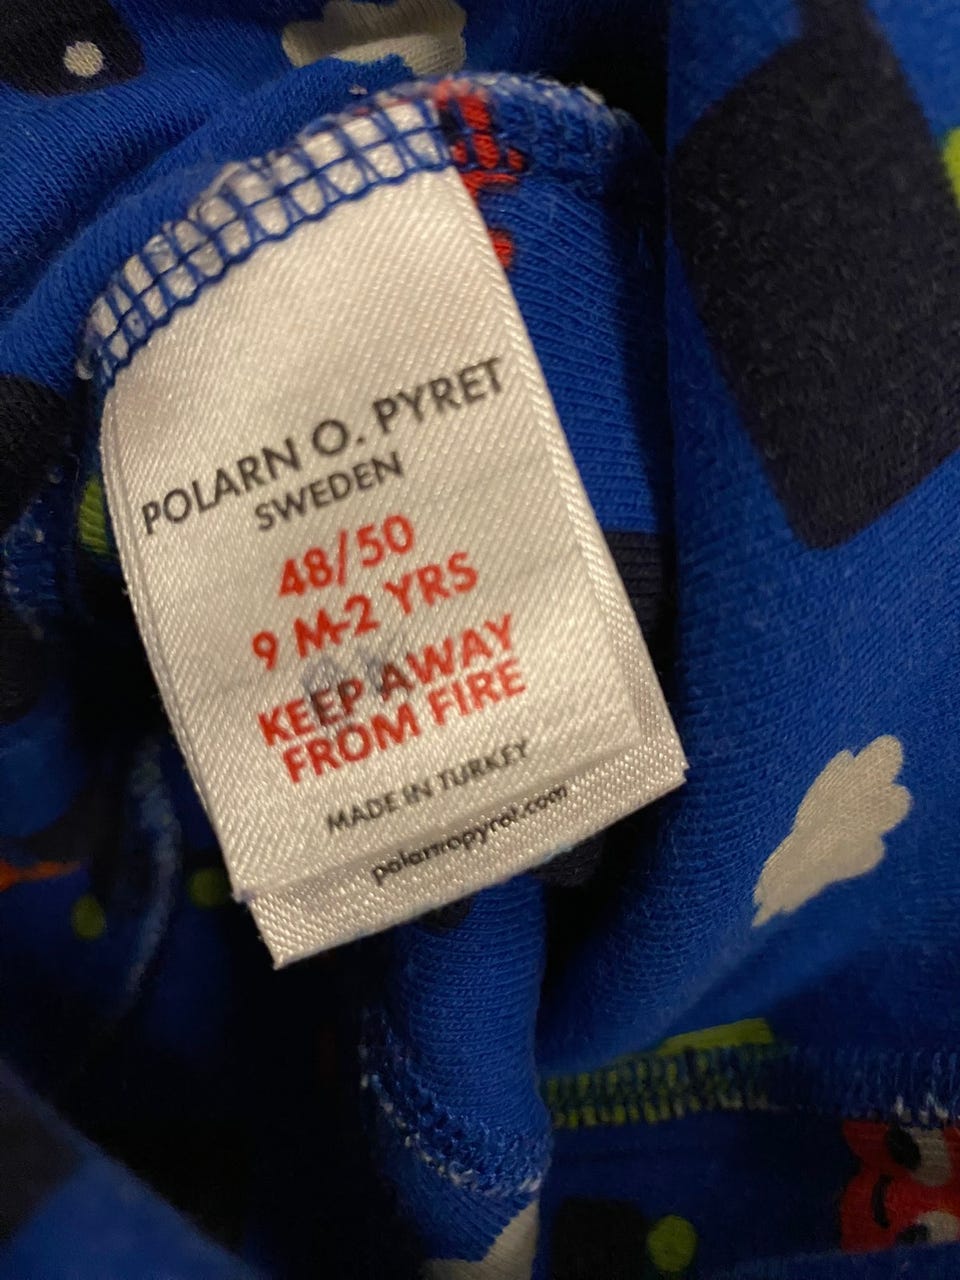 POLARN O. PYRET
SWEDEN
48/50
9 M-2 YRS
KEEP AWAY
FROM FIRE
MADE IN TURKEY
polarnopyret.com